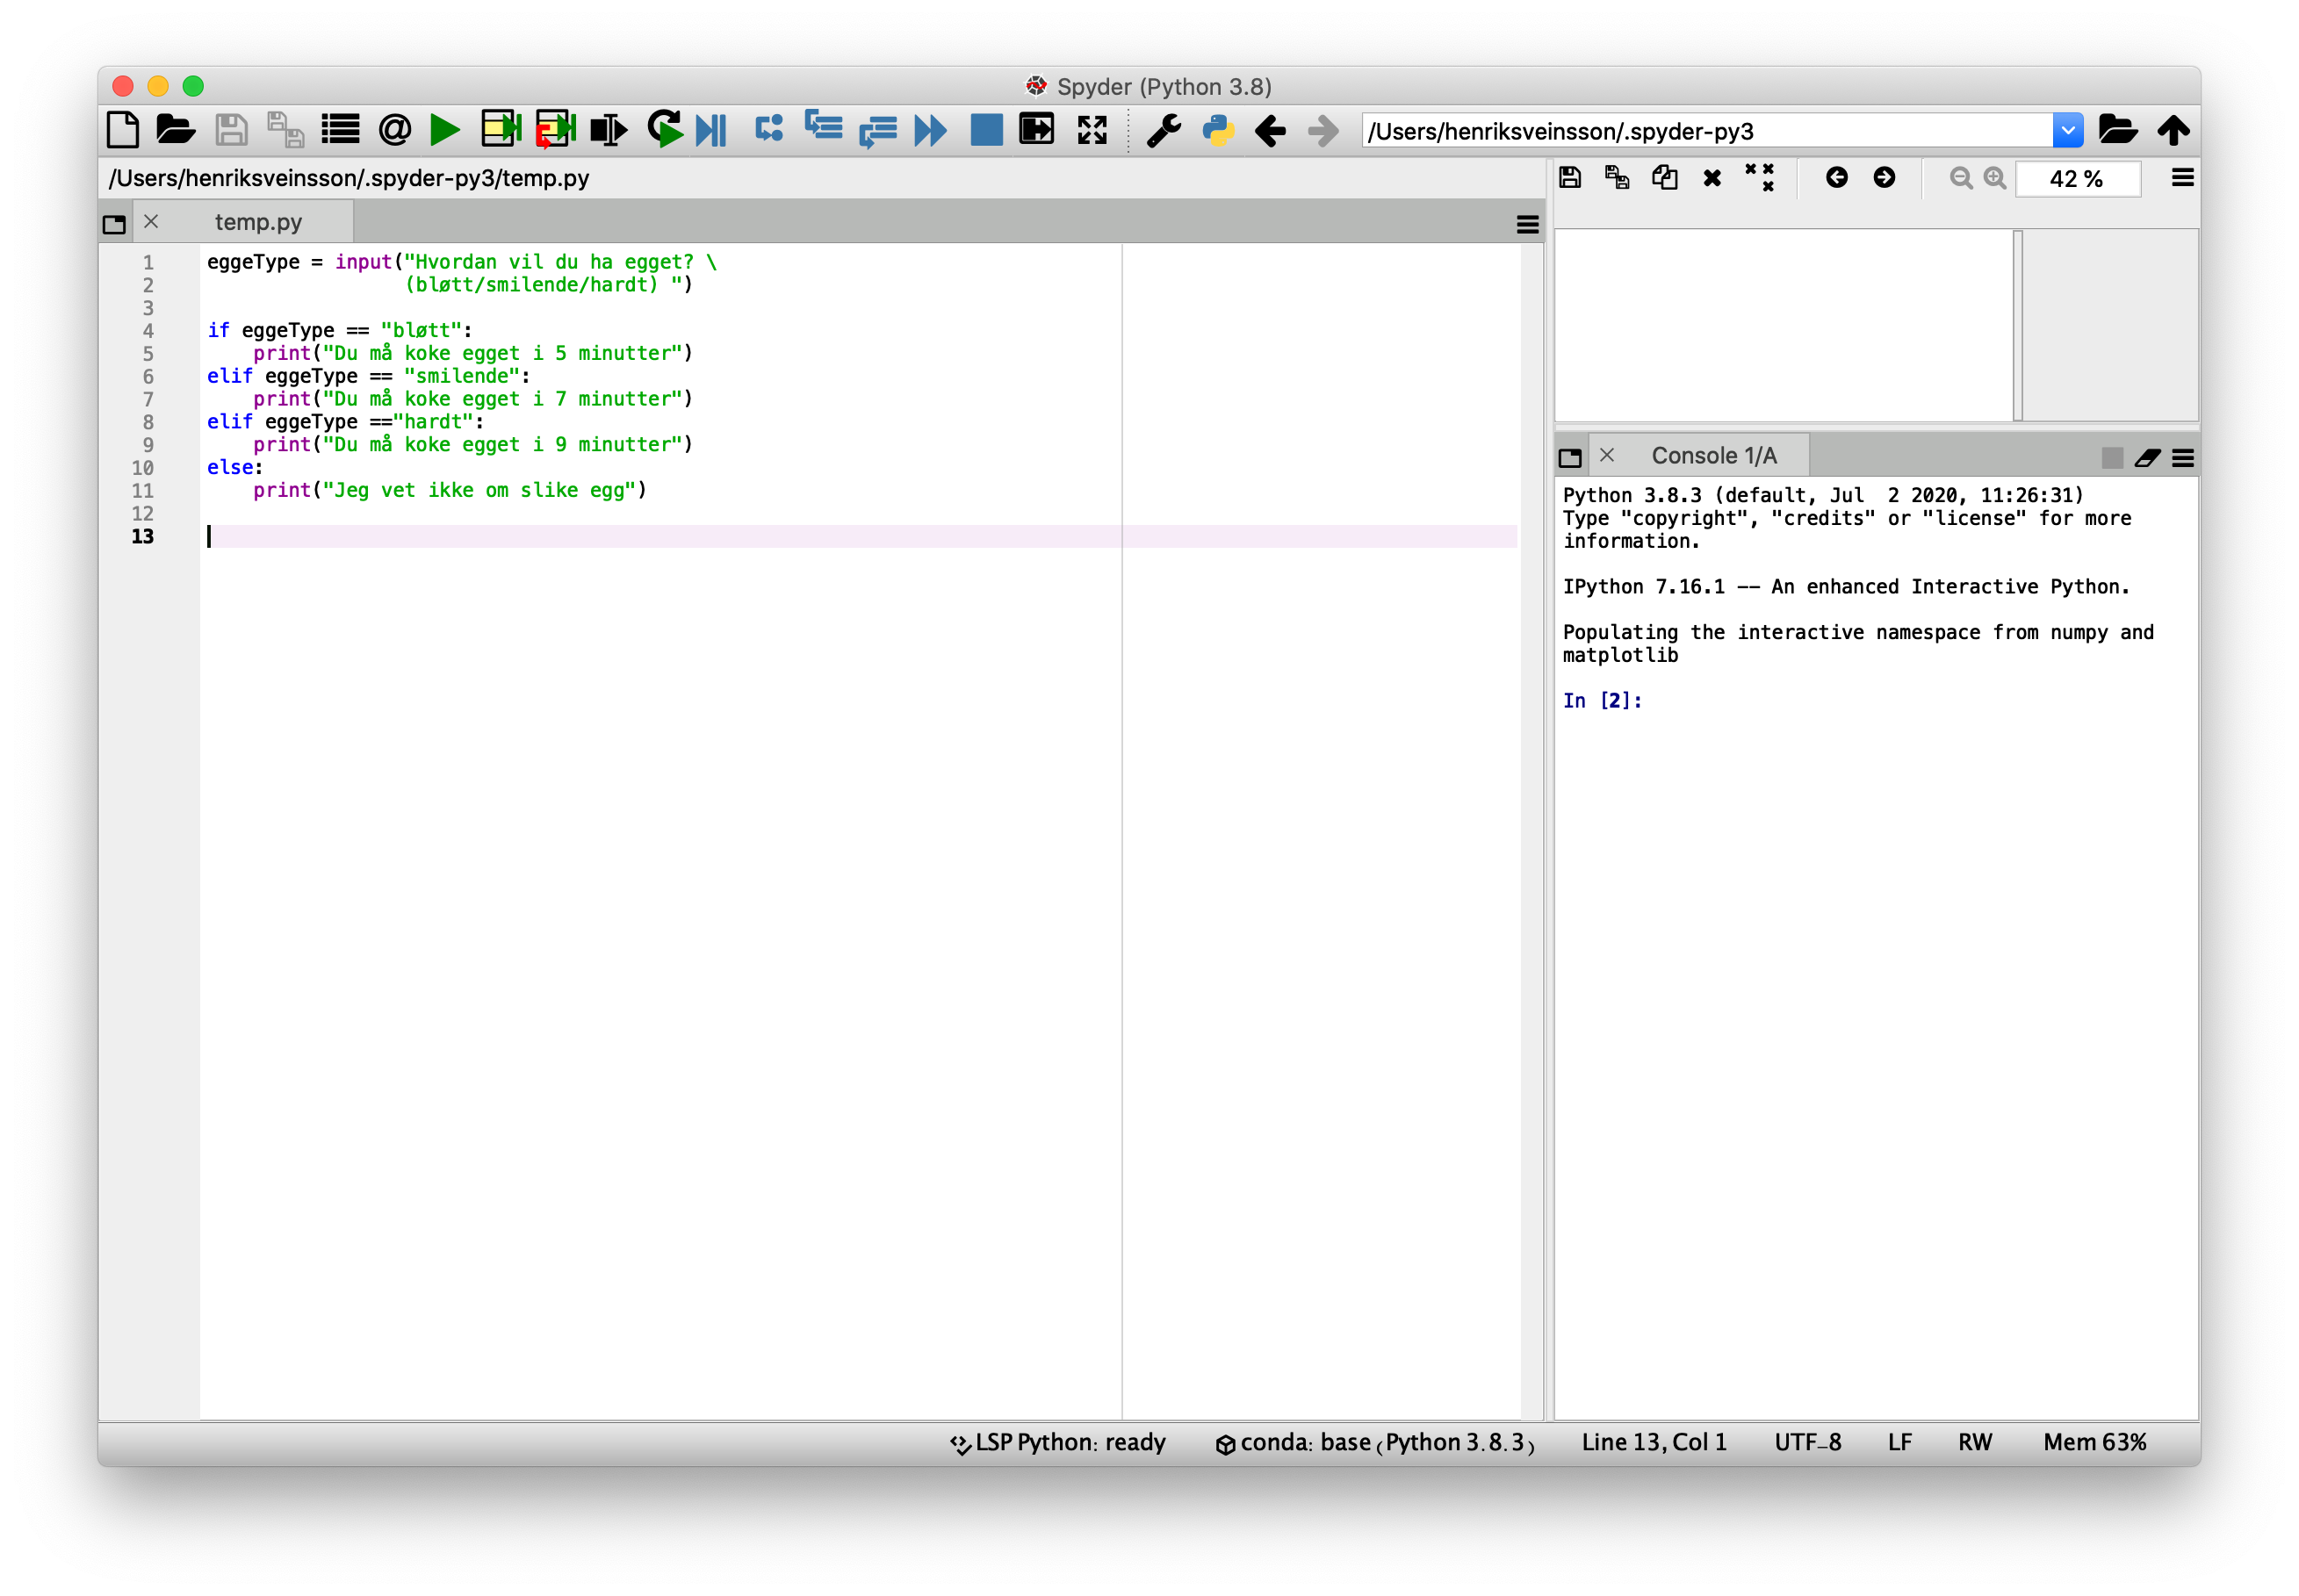 Spyder (Python 3.8)
/Users/henriksveinsson/.spyder-py3
/Users/henriksveinsson/.spyder-py3/temp.py
42 %
temp.py
1 eggeType = input("Hvordan vil du ha egget? \
2                  (bløtt/smilende/hardt) ")
3
4 if eggeType == "bløtt":
5     print("Du må koke egget i 5 minutter")
6 elif eggeType == "smilende":
7     print("Du må koke egget i 7 minutter")
8 elif eggeType =="hardt":
9     print("Du må koke egget i 9 minutter")
10 else:
11     print("Jeg vet ikke om slike egg")
12
13
Console 1/A
Python 3.8.3 (default, Jul  2 2020, 11:26:31)
Type "copyright", "credits" or "license" for more
information.
IPython 7.16.1 -- An enhanced Interactive Python.
Populating the interactive namespace from numpy and
matplotlib
In [2]:
LSP Python: ready conda: base (Python 3.8.3) Line 13, Col 1 UTF-8 LF RW Mem 63%